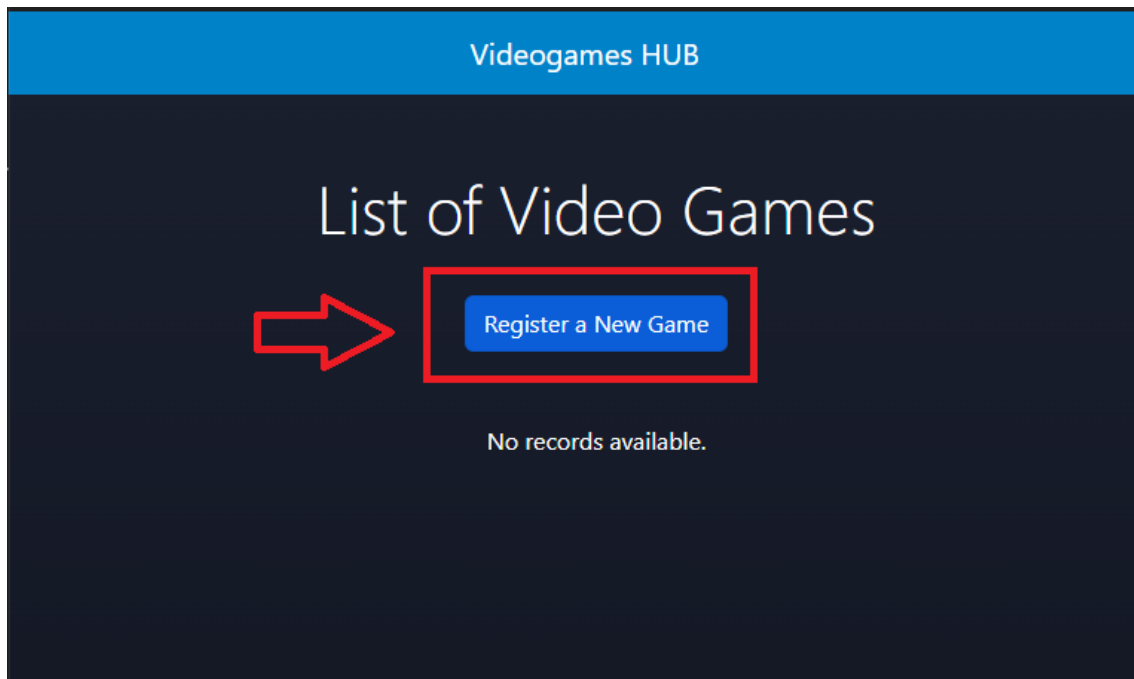 Videogames HUB
List of Video Games
Register a New Game
No records available.